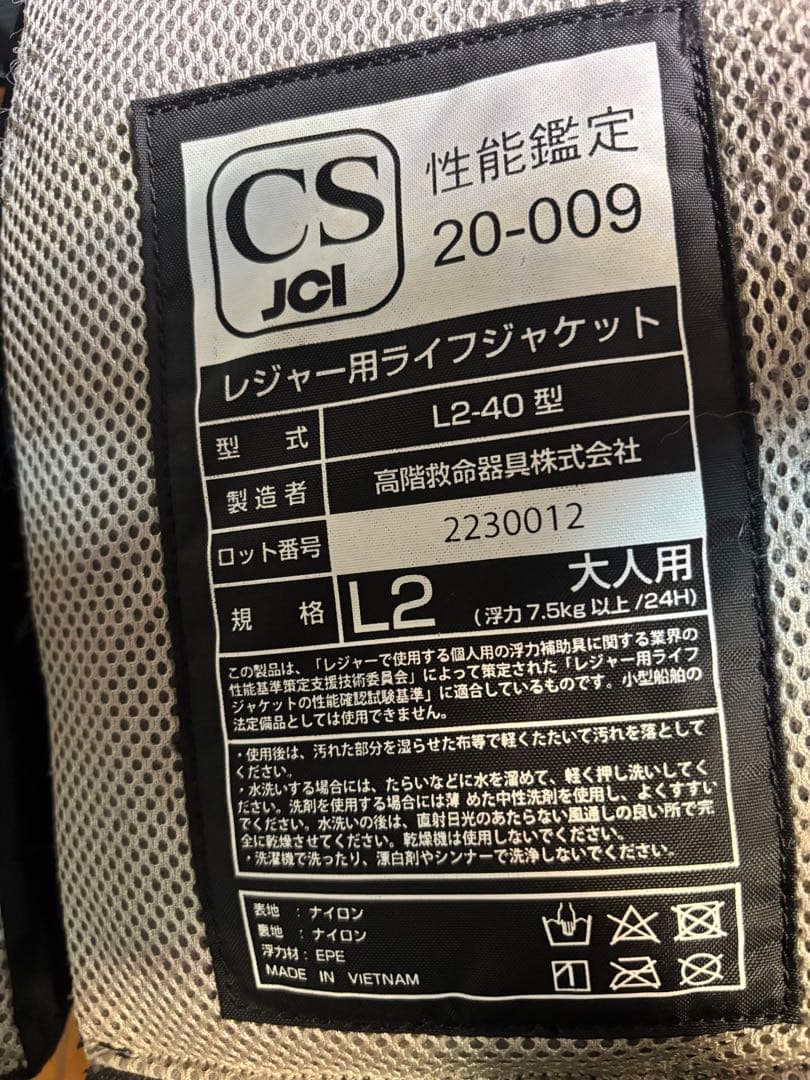 CS
JCI
性能鑑定
20-009
レジャー用ライフジャケット
型 式 L2-40 型
製造者 高階救命器具株式会社
ロット番号 2230012
規 格 L2 大人用
(浮力 7.5kg 以上 /24H)
この製品は、「レジャーで使用する個人用の浮力補助具に関する業界の
性能基準策定支援技術委員会」によって策定された「レジャー用ライフ
ジャケットの性能確認試験基準」に適合しているものです。小型船舶の
法定備品としては使用できません。
・使用後は、汚れた部分を湿らせた布等で軽くたたいて汚れを落として
ください。
・水洗いする場合には、たらいなどに水を溜めて、軽く押し洗いしてく
ださい。洗剤を使用する場合には薄 めた中性洗剤を使用し、よくすすい
でください。水洗いの後は、直射日光のあたらない風通しの良い所で完
全に乾燥させてください。乾燥機は使用しないでください。
・洗濯機で洗ったり、漂白剤やシンナーで洗浄しないでください。
表地 : ナイロン
裏地 : ナイロン
浮力材 : EPE
MADE IN VIETNAM